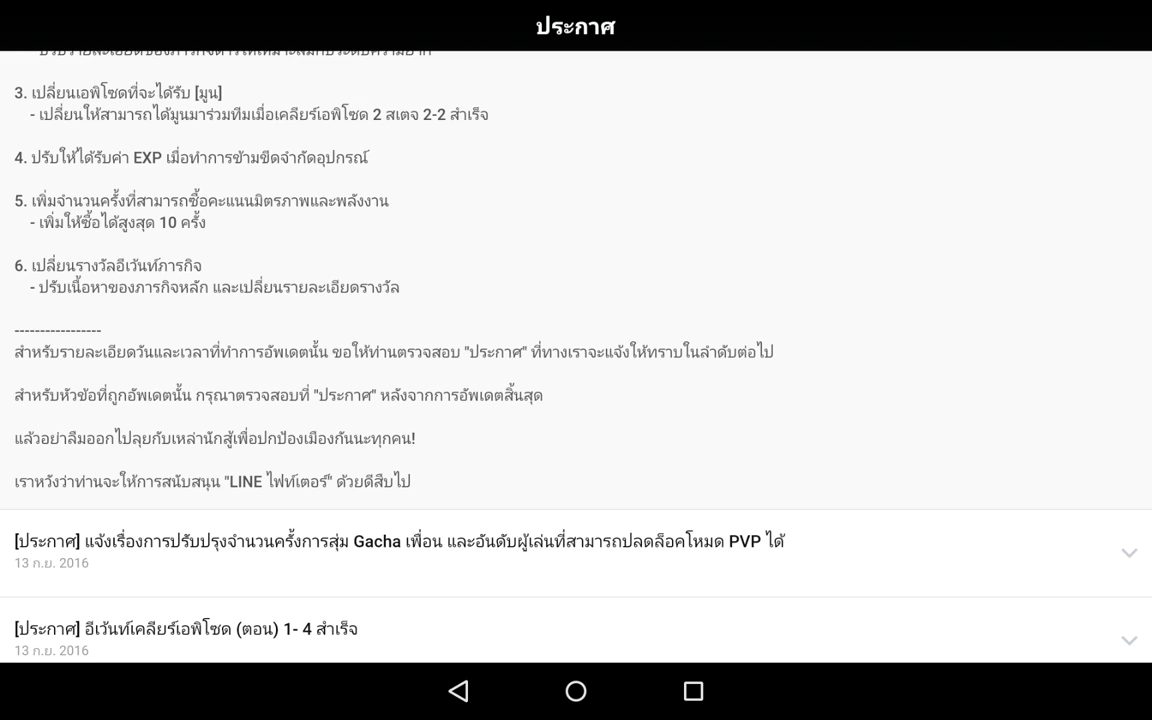 ประกาศ
3. เปลี่ยนเอพิโซดที่จะได้รับ [มูน]
- เปลี่ยนให้สามารถได้มูนมาร่วมทีมเมื่อเคลียร์เอพิโซด 2 สเตจ 2-2 สำเร็จ
4. ปรับให้ได้รับค่า EXP เมื่อทำการข้ามขีดจำกัดอุปกรณ์
5. เพิ่มจำนวนครั้งที่สามารถซื้อคะแนนมิตรภาพและพลังงาน
- เพิ่มให้ซื้อได้สูงสุด 10 ครั้ง
6. เปลี่ยนรางวัลอีเว้นท์ภารกิจ
- ปรับเนื้อหาของภารกิจหลัก และเปลี่ยนรายละเอียดรางวัล
-----------------
สำหรับรายละเอียดวันและเวลาที่ทำการอัพเดตนั้น ขอให้ท่านตรวจสอบ "ประกาศ" ที่ทางเราจะแจ้งให้ทราบในลำดับต่อไป
สำหรับหัวข้อที่ถูกอัพเดตนั้น กรุณาตรวจสอบที่ "ประกาศ" หลังจากการอัพเดตสิ้นสุด
แล้วอย่าลืมออกไปลุยกับเหล่านักสู้เพื่อปกป้องเมืองกันนะทุกคน!
เราหวังว่าท่านจะให้การสนับสนุน "LINE ไฟท์เตอร์" ด้วยดีสืบไป
[ประกาศ] แจ้งเรื่องการปรับปรุงจำนวนครั้งการสุ่ม Gacha เพื่อน และอันดับผู้เล่นที่สามารถปลดล็อคโหมด PVP ได้
13 ก.ย. 2016
[ประกาศ] อีเว้นท์เคลียร์เอพิโซด (ตอน) 1- 4 สำเร็จ
13 ก.ย. 2016